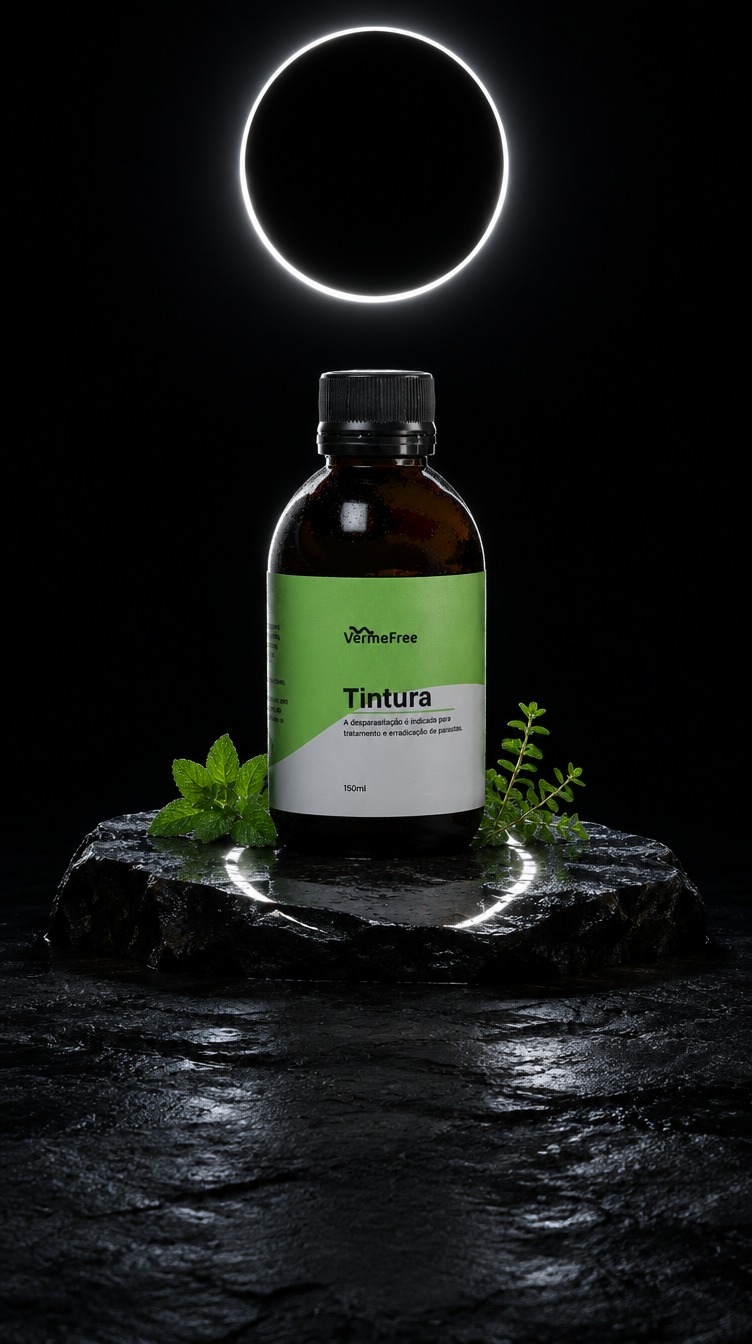 VermeFree
Tintura
A desparasitação é indicada para
tratamento e erradicação de parasitas.
150ml